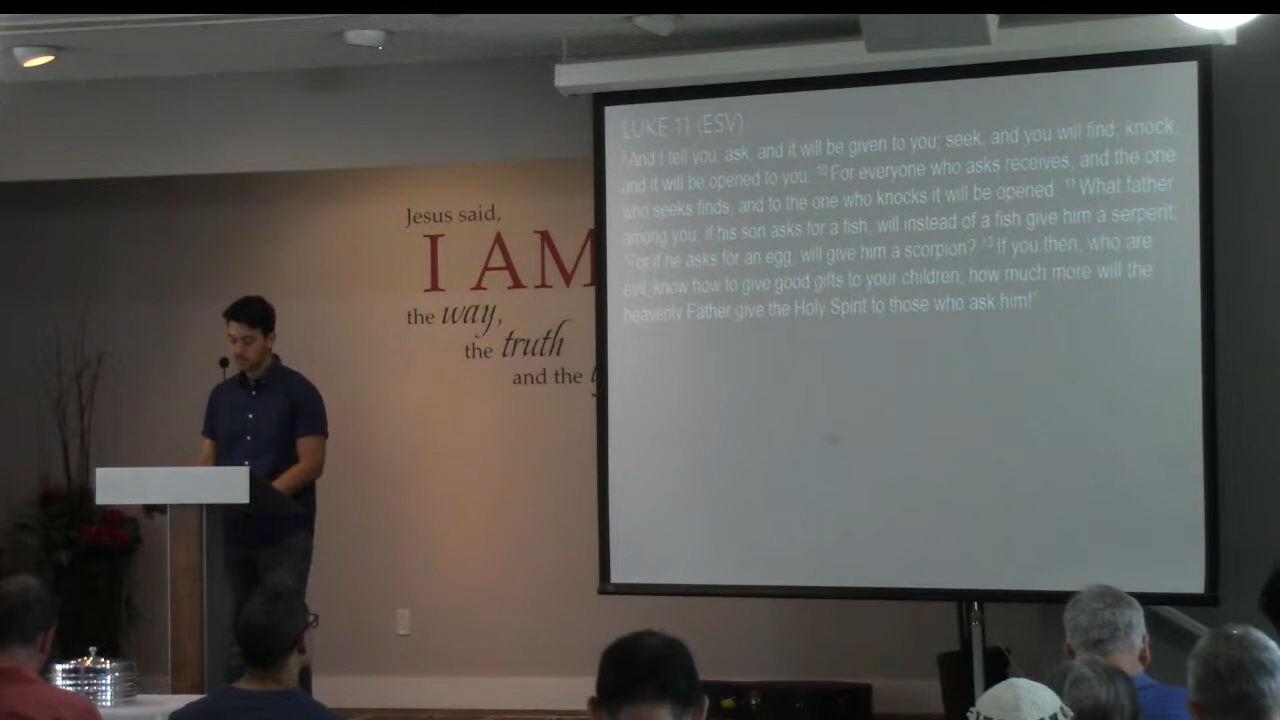 Jesus said,
I AM
the way,
the truth
and the
LUKE 11 (ESV)
9And I tell you, ask, and it will be given to you; seek, and you will find; knock,
and it will be opened to you. 10 For everyone who asks receives, and the one
who seeks finds, and to the one who knocks it will be opened. 11 What father
among you, if his son asks for a fish, will instead of a fish give him a serpent;
12or if he asks for an egg, will give him a scorpion? 13 If you then, who are
evil, know how to give good gifts to your children, how much more will the
heavenly Father give the Holy Spirit to those who ask him!"